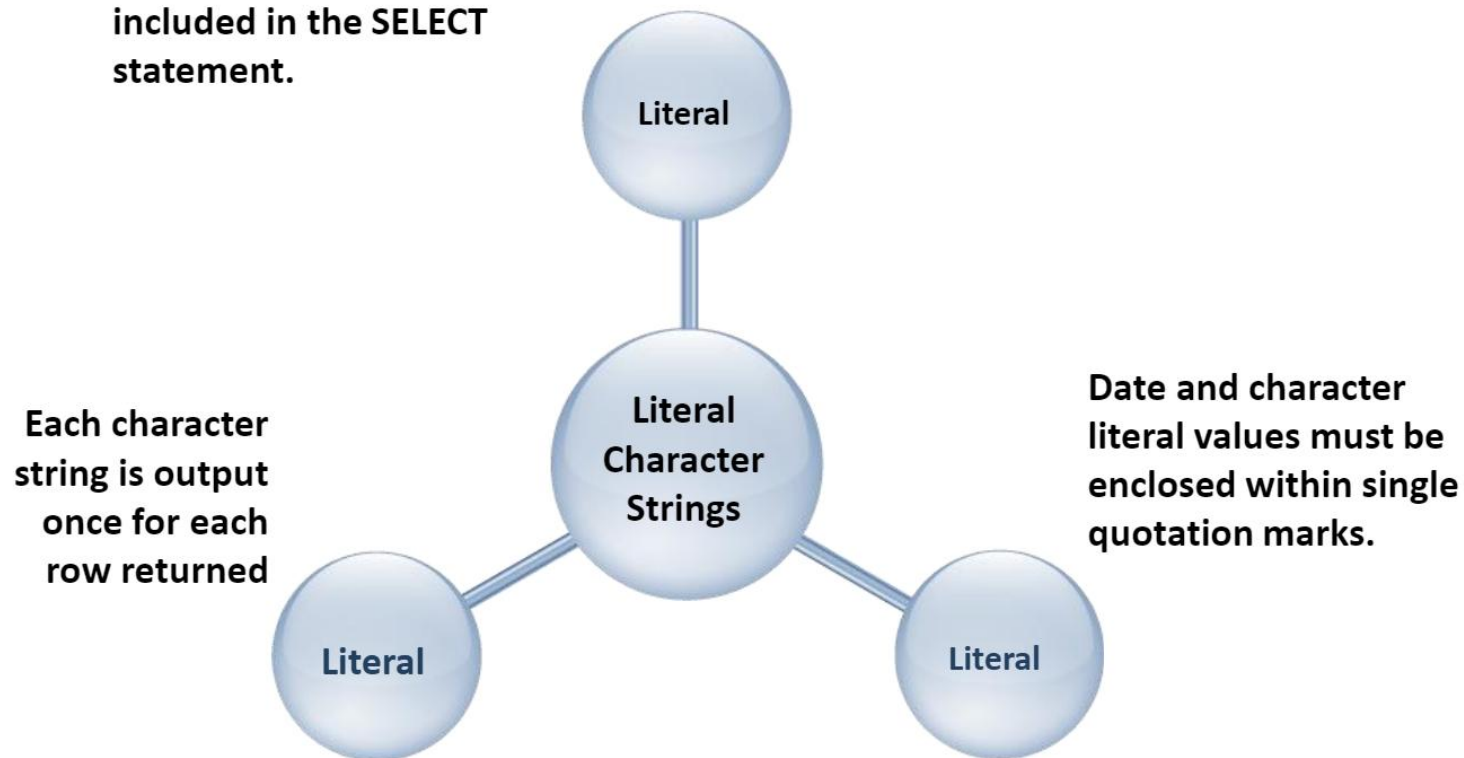 included in the SELECT
statement.
Literal
Literal
Character
Strings
Each character
string is output
once for each
row returned
Date and character
literal values must be
enclosed within single
quotation marks.
Literal
Literal